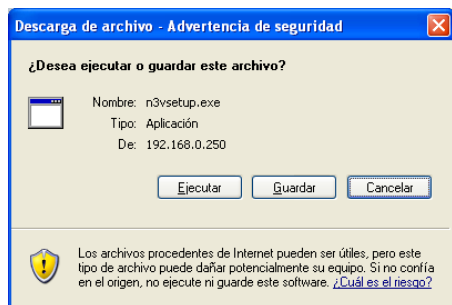 Descarga de archivo - Advertencia de seguridad
¿Desea ejecutar o guardar este archivo?
Nombre: n3vsetup.exe
Tipo: Aplicación
De: 192.168.0.250
Ejecutar Guardar Cancelar
Los archivos procedentes de Internet pueden ser útiles, pero este
tipo de archivo puede dañar potencialmente su equipo. Si no confía
en el origen, no ejecute ni guarde este software. ¿Cuál es el riesgo?